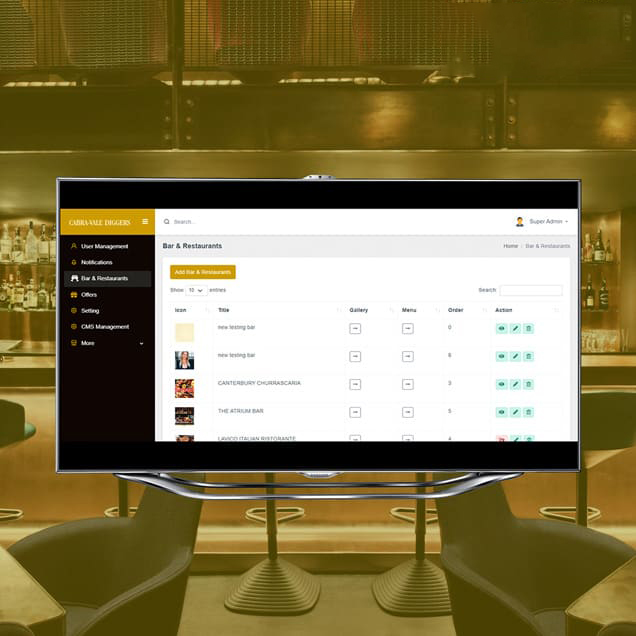 CABRA-VALE DIGGERS
Search...
Super Admin
User Management
Notifications
Bar & Restaurants
Offers
Setting
CMS Management
More
Bar & Restaurants
Home / Bar & Restaurants
Add Bar & Restaurants
Show 10 entries
Search:
Icon Title Gallery Menu Order Action
new testing bar 0
new testing bar 6
CANTERBURY CHURRASCARIA 3
THE ATRIUM BAR 5
LAVICO ITALIAN RISTORANTE 4